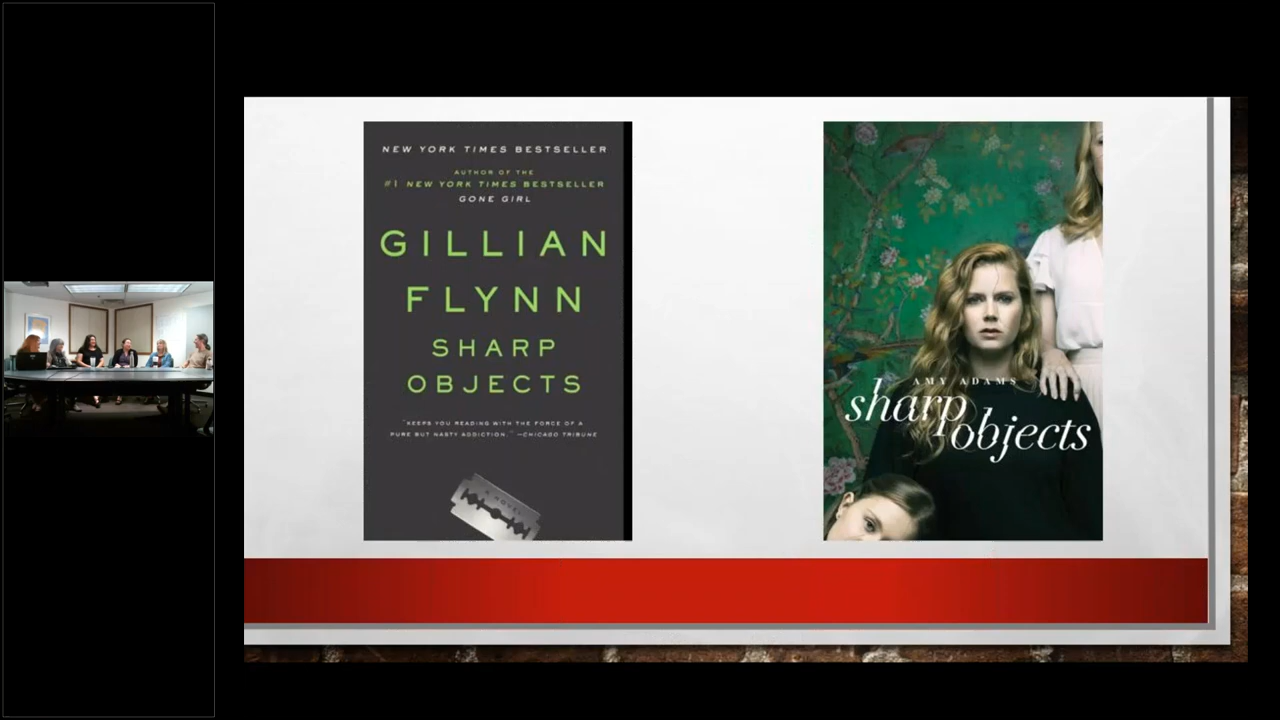 NEW YORK TIMES BESTSELLER
AUTHOR OF THE
#1 NEW YORK TIMES BESTSELLER
GONE GIRL
GILLIAN
FLYNN
SHARP
OBJECTS
"KEEPS YOU READING WITH THE FORCE OF A
PURE BUT NASTY ADDICTION." —CHICAGO TRIBUNE
A NOVEL
AMY ADAMS
sharp
objects